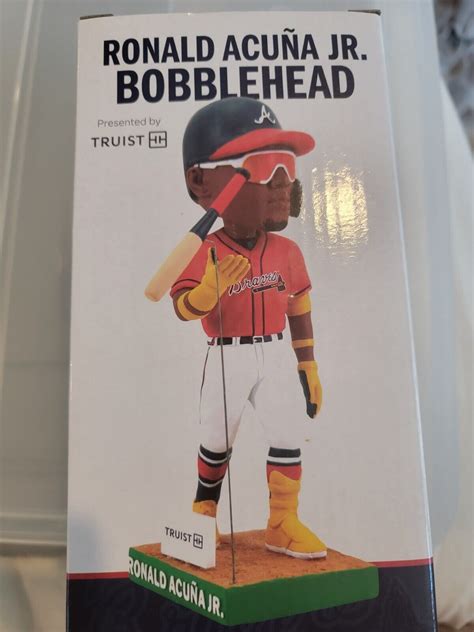 RONALD ACUÑA JR.
BOBBLEHEAD
Presented by
TRUIST
A
Braves
TRUIST
RONALD ACUÑA JR.